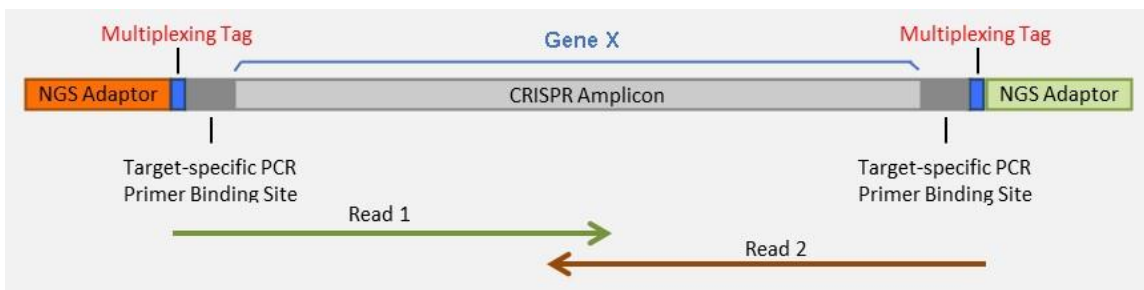 Multiplexing Tag
Gene X
Multiplexing Tag
NGS Adaptor
CRISPR Amplicon
NGS Adaptor
Target-specific PCR
Primer Binding Site
Target-specific PCR
Primer Binding Site
Read 1
Read 2